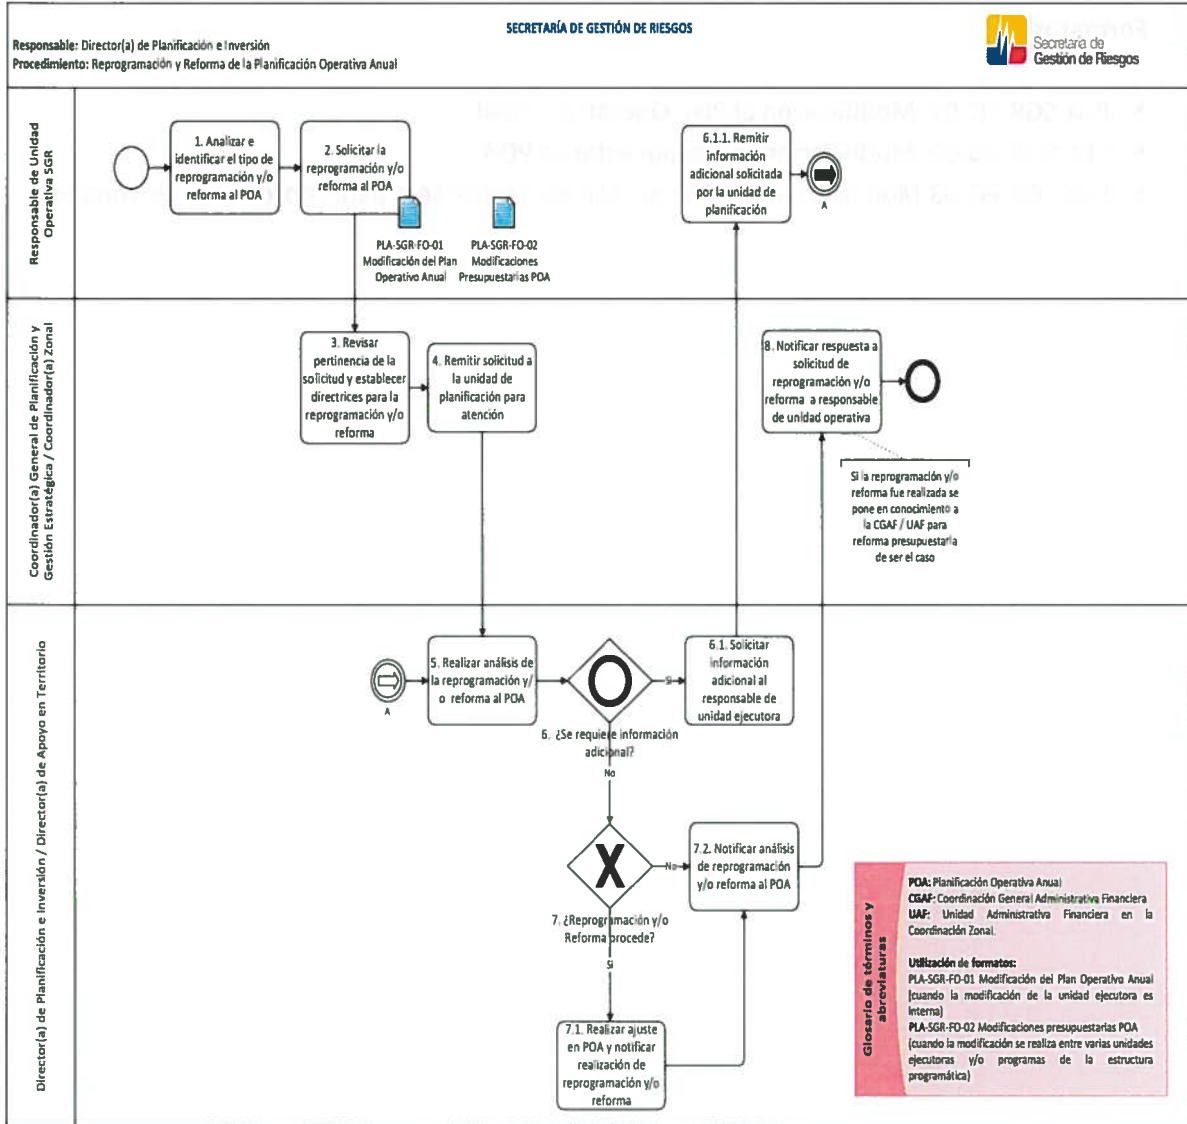 SECRETARÍA DE GESTIÓN DE RIESGOS
Responsable: Director(a) de Planificación e Inversión
Procedimiento: Reprogramación y Reforma de la Planificación Operativa Anual
Secretaría de
Gestión de Riesgos
Responsable de Unidad
Operativa SGR
1. Analizar e
identificar el tipo de
reprogramación y/o
reforma al POA
2. Solicitar la
reprogramación y/o
reforma al POA
PLA-SGR-FO-01
Modificación del Plan
Operativo Anual
PLA-SGR-FO-02
Modificaciones
Presupuestarias POA
6.1.1. Remitir
información
adicional solicitada
por la unidad de
planificación
A
Coordinador(a) General de Planificación y
Gestión Estratégica / Coordinador(a) Zonal
3. Revisar
pertinencia de la
solicitud y establecer
directrices para la
reprogramación y/o
reforma
4. Remitir solicitud a
la unidad de
planificación para
atención
8. Notificar respuesta a
solicitud de
reprogramación y/o
reforma a responsable
de unidad operativa
Si la reprogramación y/o
reforma fue realizada se
pone en conocimiento a
la CGAF / UAF para
reforma presupuestaria
de ser el caso
Director(a) de Planificación e Inversión / Director(a) de Apoyo en Territorio
A
5. Realizar análisis de
la reprogramación y/
o reforma al POA
6. ¿Se requiere información
adicional?
Si
No
6.1. Solicitar
información
adicional al
responsable de
unidad ejecutora
7. ¿Reprogramación y/o
Reforma procede?
No
Si
7.2. Notificar análisis
de reprogramación
y/o reforma al POA
7.1. Realizar ajuste
en POA y notificar
realización de
reprogramación y/o
reforma
Glosario de términos y
abreviaturas
POA: Planificación Operativa Anual
CGAF: Coordinación General Administrativa Financiera
UAF: Unidad Administrativa Financiera en la
Coordinación Zonal.
Utilización de formatos:
PLA-SGR-FO-01 Modificación del Plan Operativo Anual
(cuando la modificación de la unidad ejecutora es
interna)
PLA-SGR-FO-02 Modificaciones presupuestarias POA
(cuando la modificación se realiza entre varias unidades
ejecutoras y/o programas de la estructura
programática)